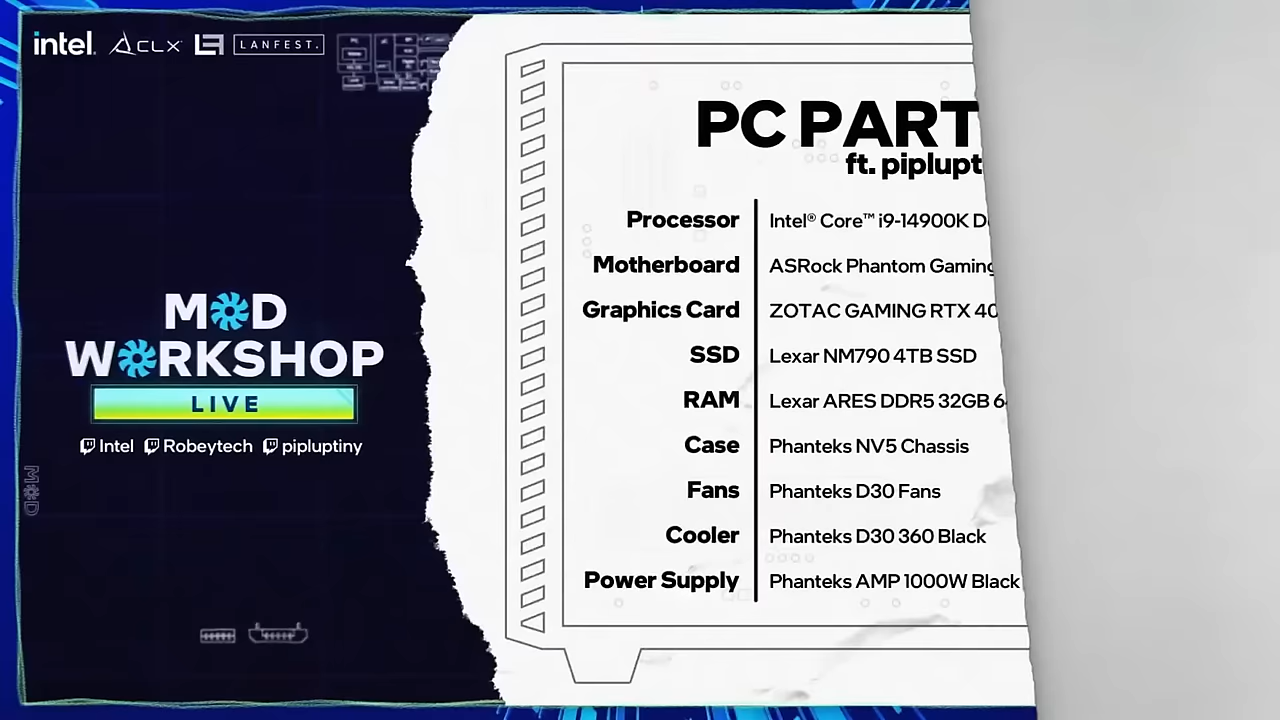 intel. CLX LANFEST.
MOD
WORKSHOP
LIVE
Intel Robeytech pipluptiny
MOD
PC PART
ft. piplupt
Processor Intel® Core™ i9-14900K D
Motherboard ASRock Phantom Gaming
Graphics Card ZOTAC GAMING RTX 40
SSD Lexar NM790 4TB SSD
RAM Lexar ARES DDR5 32GB 6
Case Phanteks NV5 Chassis
Fans Phanteks D30 Fans
Cooler Phanteks D30 360 Black
Power Supply Phanteks AMP 1000W Black